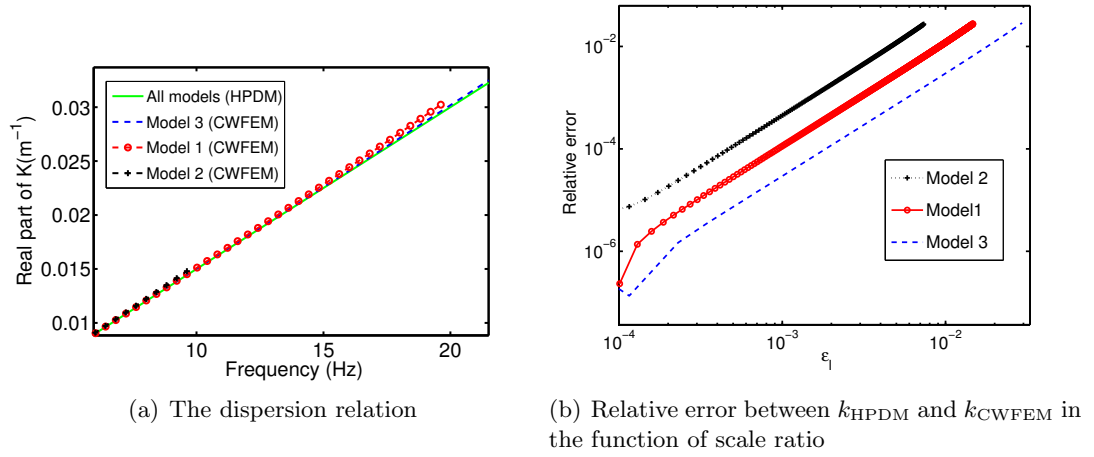 Real part of K(m⁻¹)
0.03
0.025
0.02
0.015
0.01
All models (HPDM)
Model 3 (CWFEM)
Model 1 (CWFEM)
Model 2 (CWFEM)
10
15
20
Frequency (Hz)
(a) The dispersion relation
Relative error
10⁻²
10⁻⁴
10⁻⁶
Model 2
Model1
Model 3
10⁻⁴
10⁻³
10⁻²
ε_l
(b) Relative error between k_HPDM and k_CWFEM in
the function of scale ratio